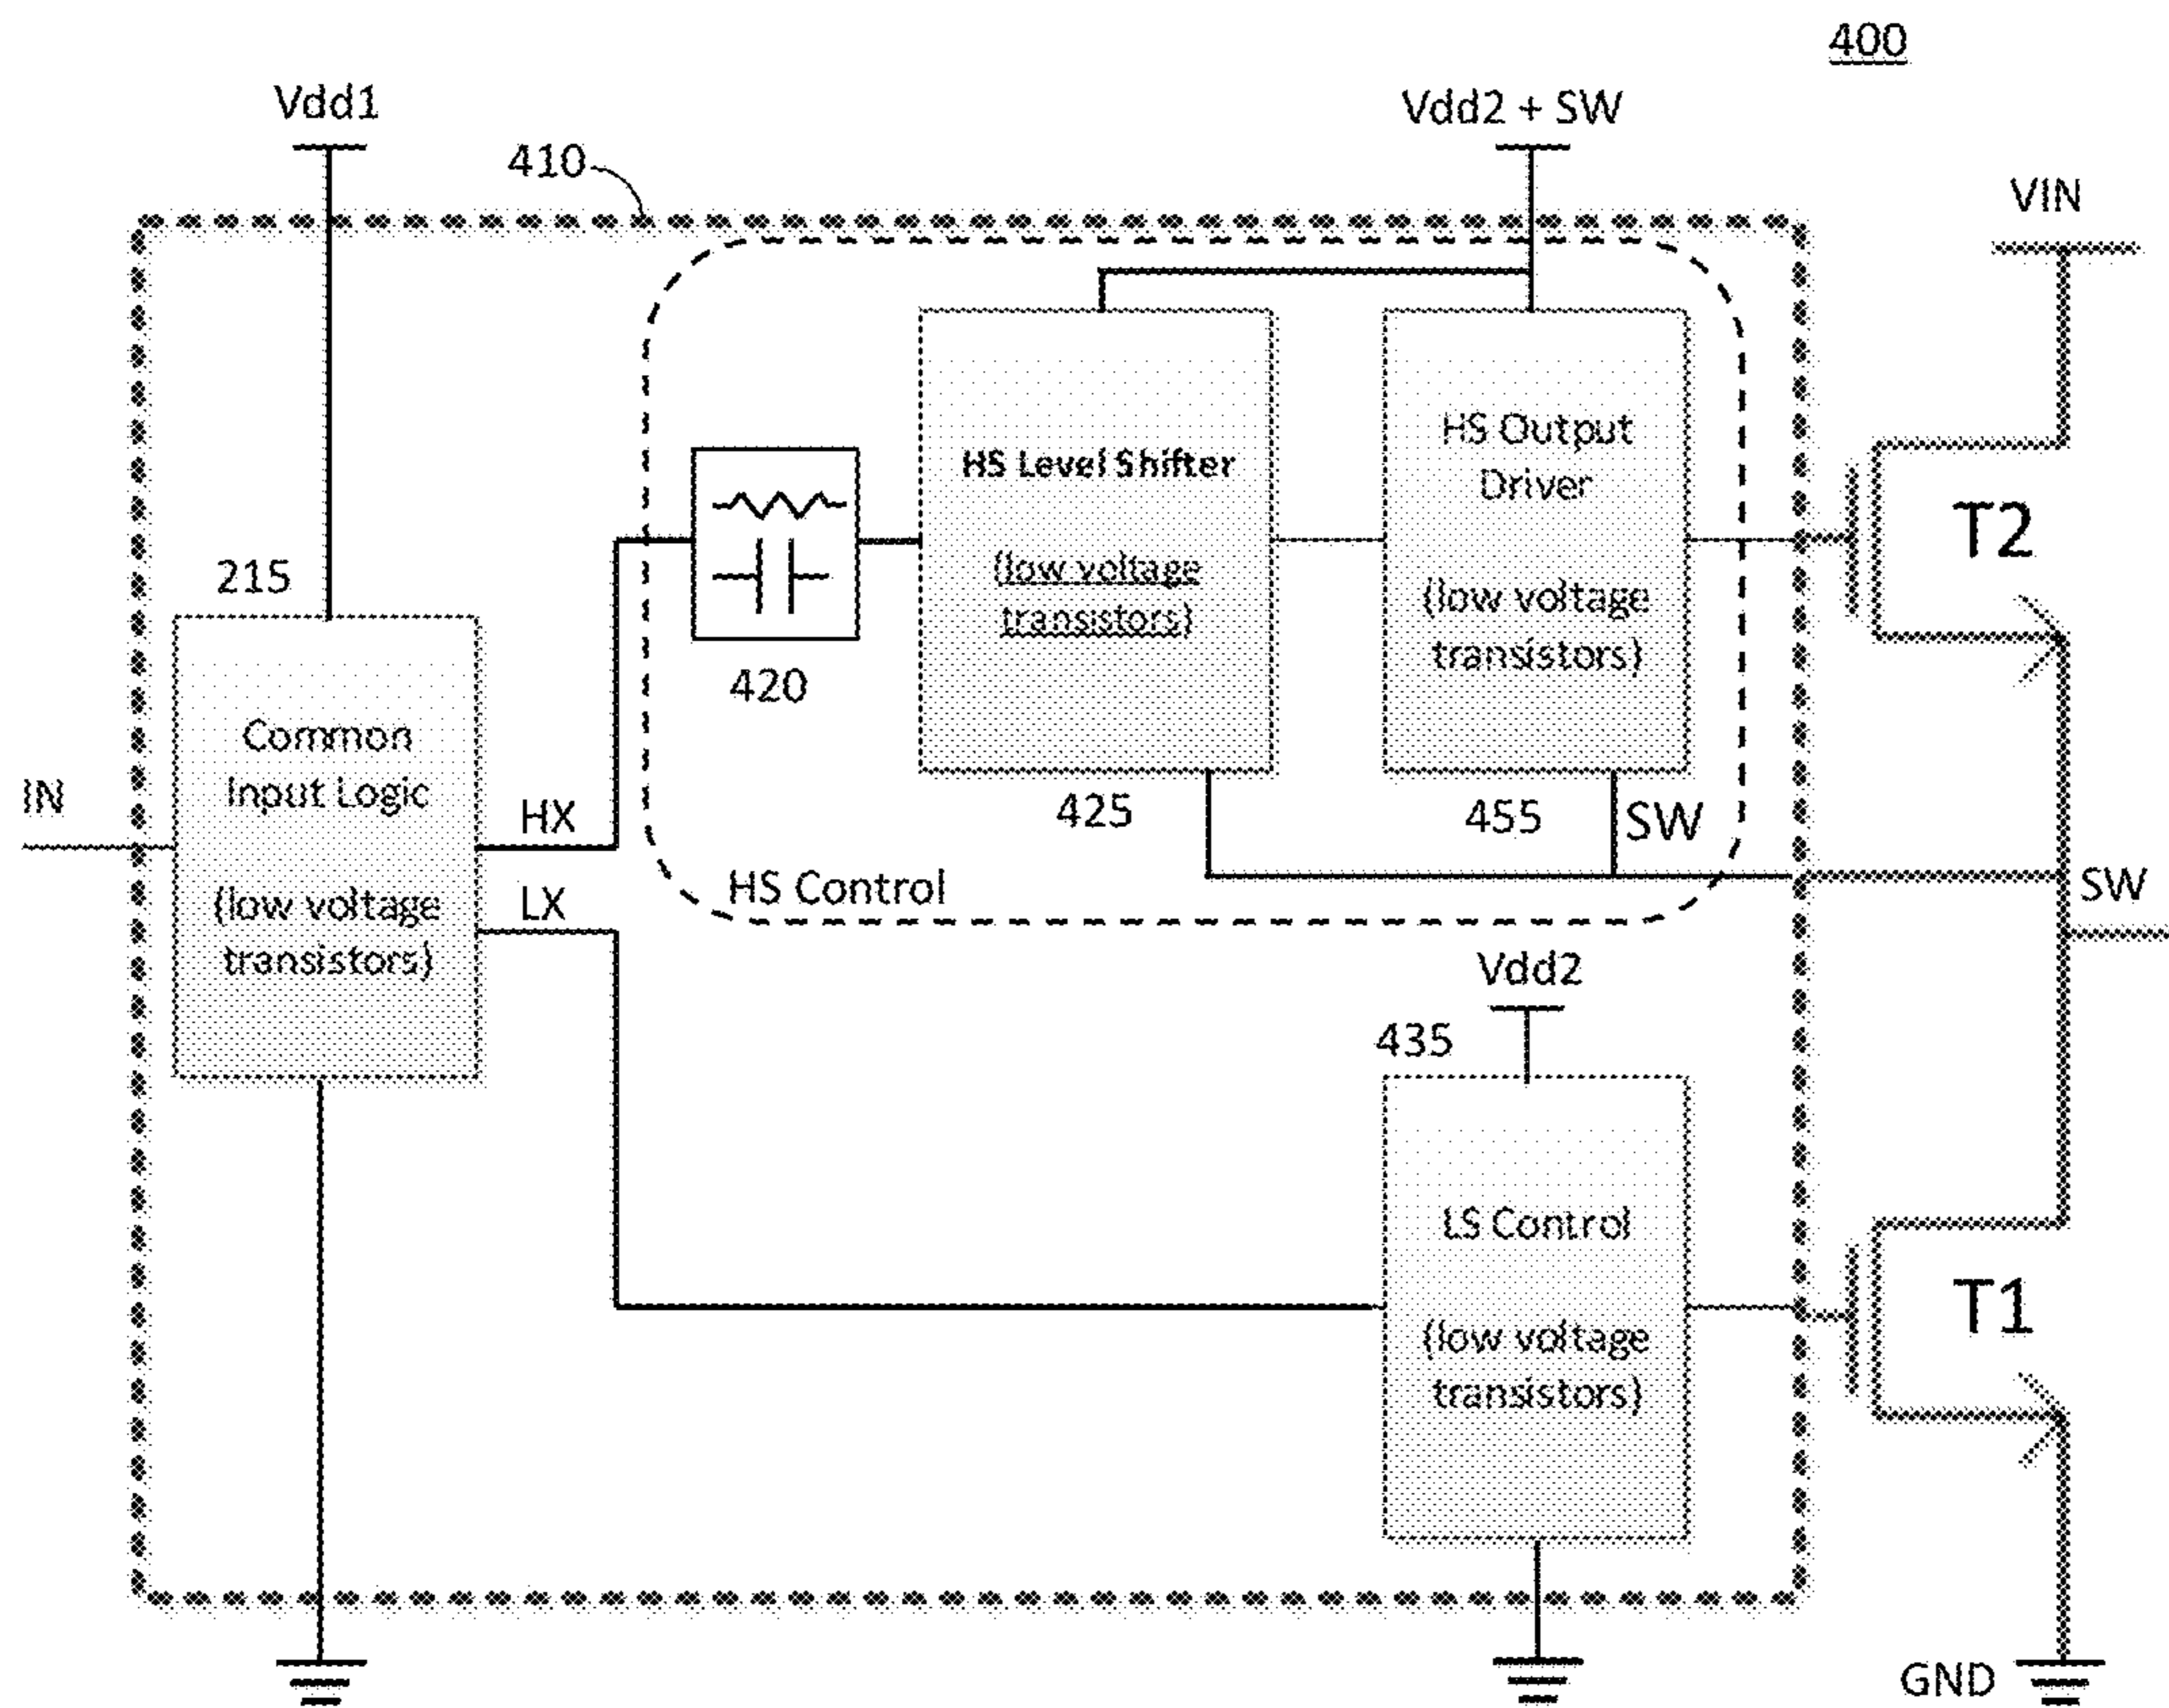 400
Vdd1
Vdd2 + SW
410
VIN
HS Level Shifter
(low voltage
transistors)
HS Output
Driver
(low voltage
transistors)
T2
215
420
Common
Input Logic
(low voltage
transistors)
IN
HX
LX
425
455
SW
HS Control
SW
Vdd2
435
LS Control
(low voltage
transistors)
T1
GND